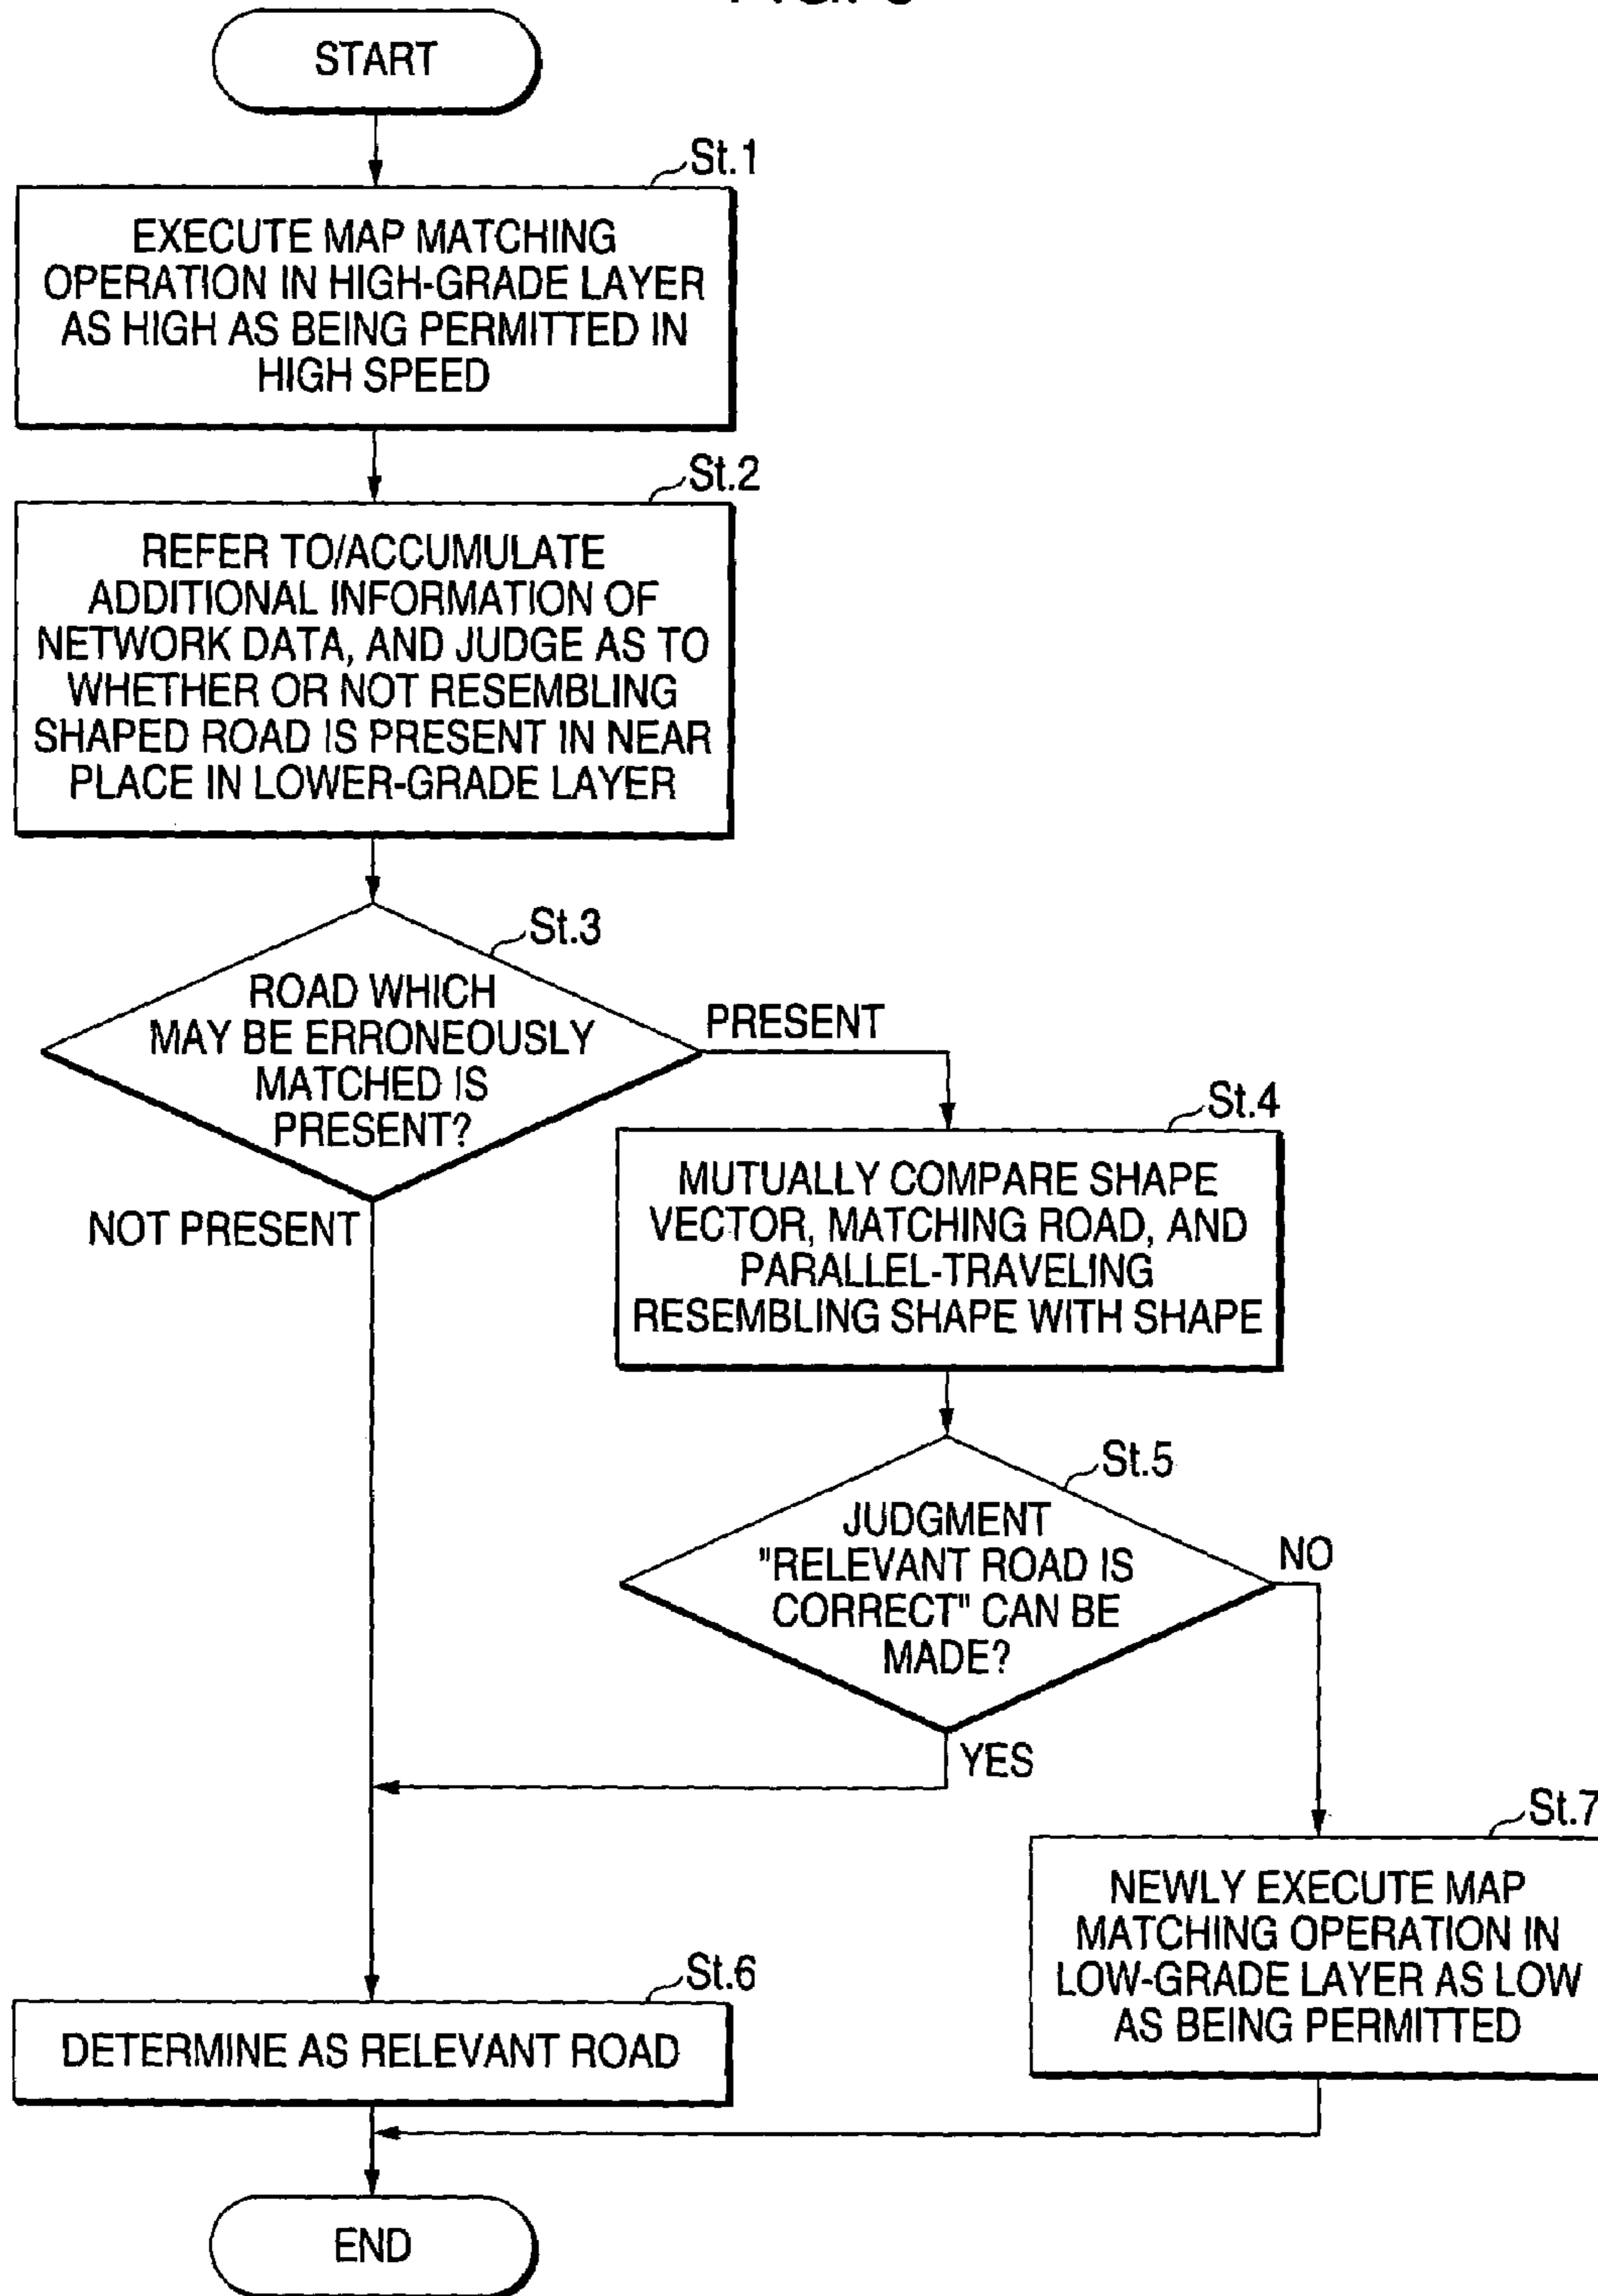 START
St.1
EXECUTE MAP MATCHING
OPERATION IN HIGH-GRADE LAYER
AS HIGH AS BEING PERMITTED IN
HIGH SPEED
St.2
REFER TO/ACCUMULATE
ADDITIONAL INFORMATION OF
NETWORK DATA, AND JUDGE AS TO
WHETHER OR NOT RESEMBLING
SHAPED ROAD IS PRESENT IN NEAR
PLACE IN LOWER-GRADE LAYER
St.3
ROAD WHICH
MAY BE ERRONEOUSLY
MATCHED IS
PRESENT?
PRESENT
NOT PRESENT
St.4
MUTUALLY COMPARE SHAPE
VECTOR, MATCHING ROAD, AND
PARALLEL-TRAVELING
RESEMBLING SHAPE WITH SHAPE
St.5
JUDGMENT
"RELEVANT ROAD IS
CORRECT" CAN BE
MADE?
NO
YES
St.7
NEWLY EXECUTE MAP
MATCHING OPERATION IN
LOW-GRADE LAYER AS LOW
AS BEING PERMITTED
St.6
DETERMINE AS RELEVANT ROAD
END